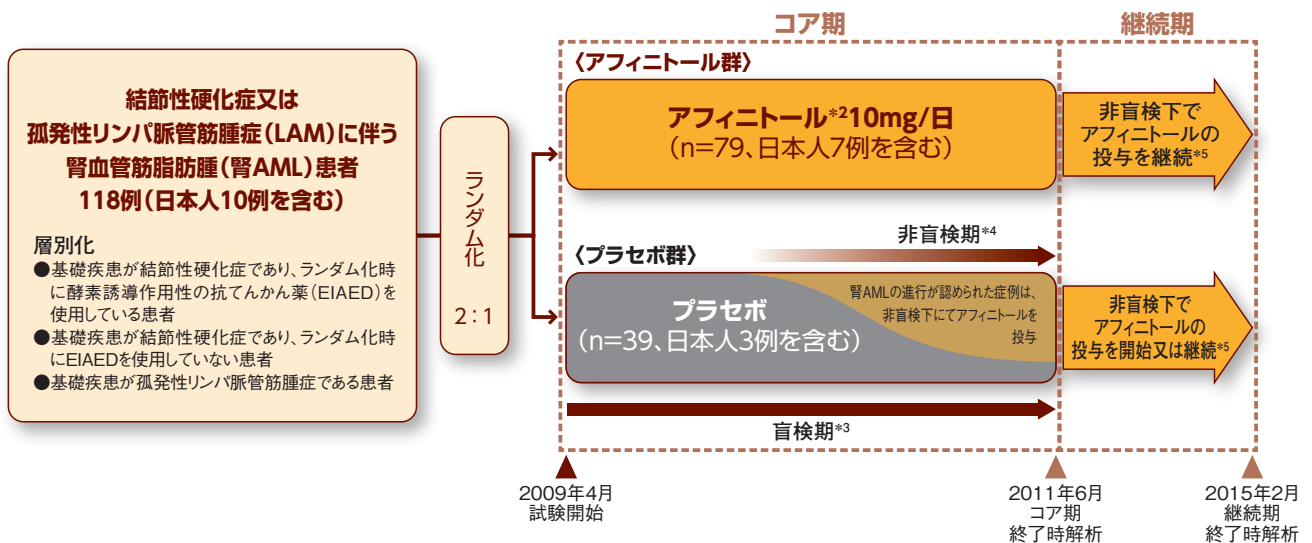 コア期
継続期
結節性硬化症又は
孤発性リンパ脈管筋腫症（LAM）に伴う
腎血管筋脂肪腫（腎AML）患者
118例（日本人10例を含む）
層別化
●基礎疾患が結節性硬化症であり、ランダム化時
に酵素誘導作用性の抗てんかん薬（EIAED）を
使用している患者
●基礎疾患が結節性硬化症であり、ランダム化時
にEIAEDを使用していない患者
●基礎疾患が孤発性リンパ脈管筋腫症である患者
ランダム化
2：1
〈アフィニトール群〉
アフィニトール*2 10mg/日
（n=79、日本人7例を含む）
非盲検下で
アフィニトールの
投与を継続*5
非盲検期*4
〈プラセボ群〉
プラセボ
（n=39、日本人3例を含む）
腎AMLの進行が認められた症例は、
非盲検下にてアフィニトールを
投与
非盲検下で
アフィニトールの
投与を開始又は継続*5
盲検期*3
2009年4月
試験開始
2011年6月
コア期
終了時解析
2015年2月
継続期
終了時解析